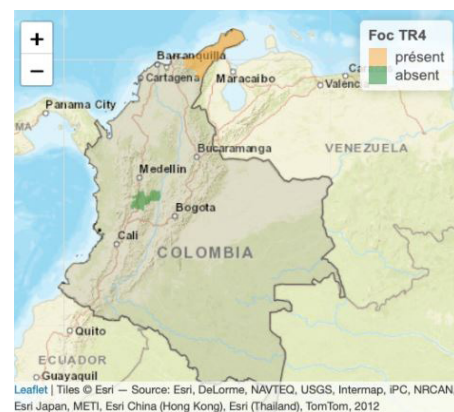 +
−
Foc TR4
présent
absent
Barranquilla
Cartagena
Maracaibo
Valenc
Panama City
Bucaramanga
VENEZUELA
Medellin
Bogota
Cali
COLOMBIA
Quito
ECUADOR
Guayaquil
Leaflet | Tiles © Esri — Source: Esri, DeLorme, NAVTEQ, USGS, Intermap, iPC, NRCAN
Esri Japan, METI, Esri China (Hong Kong), Esri (Thailand), TomTom, 2012